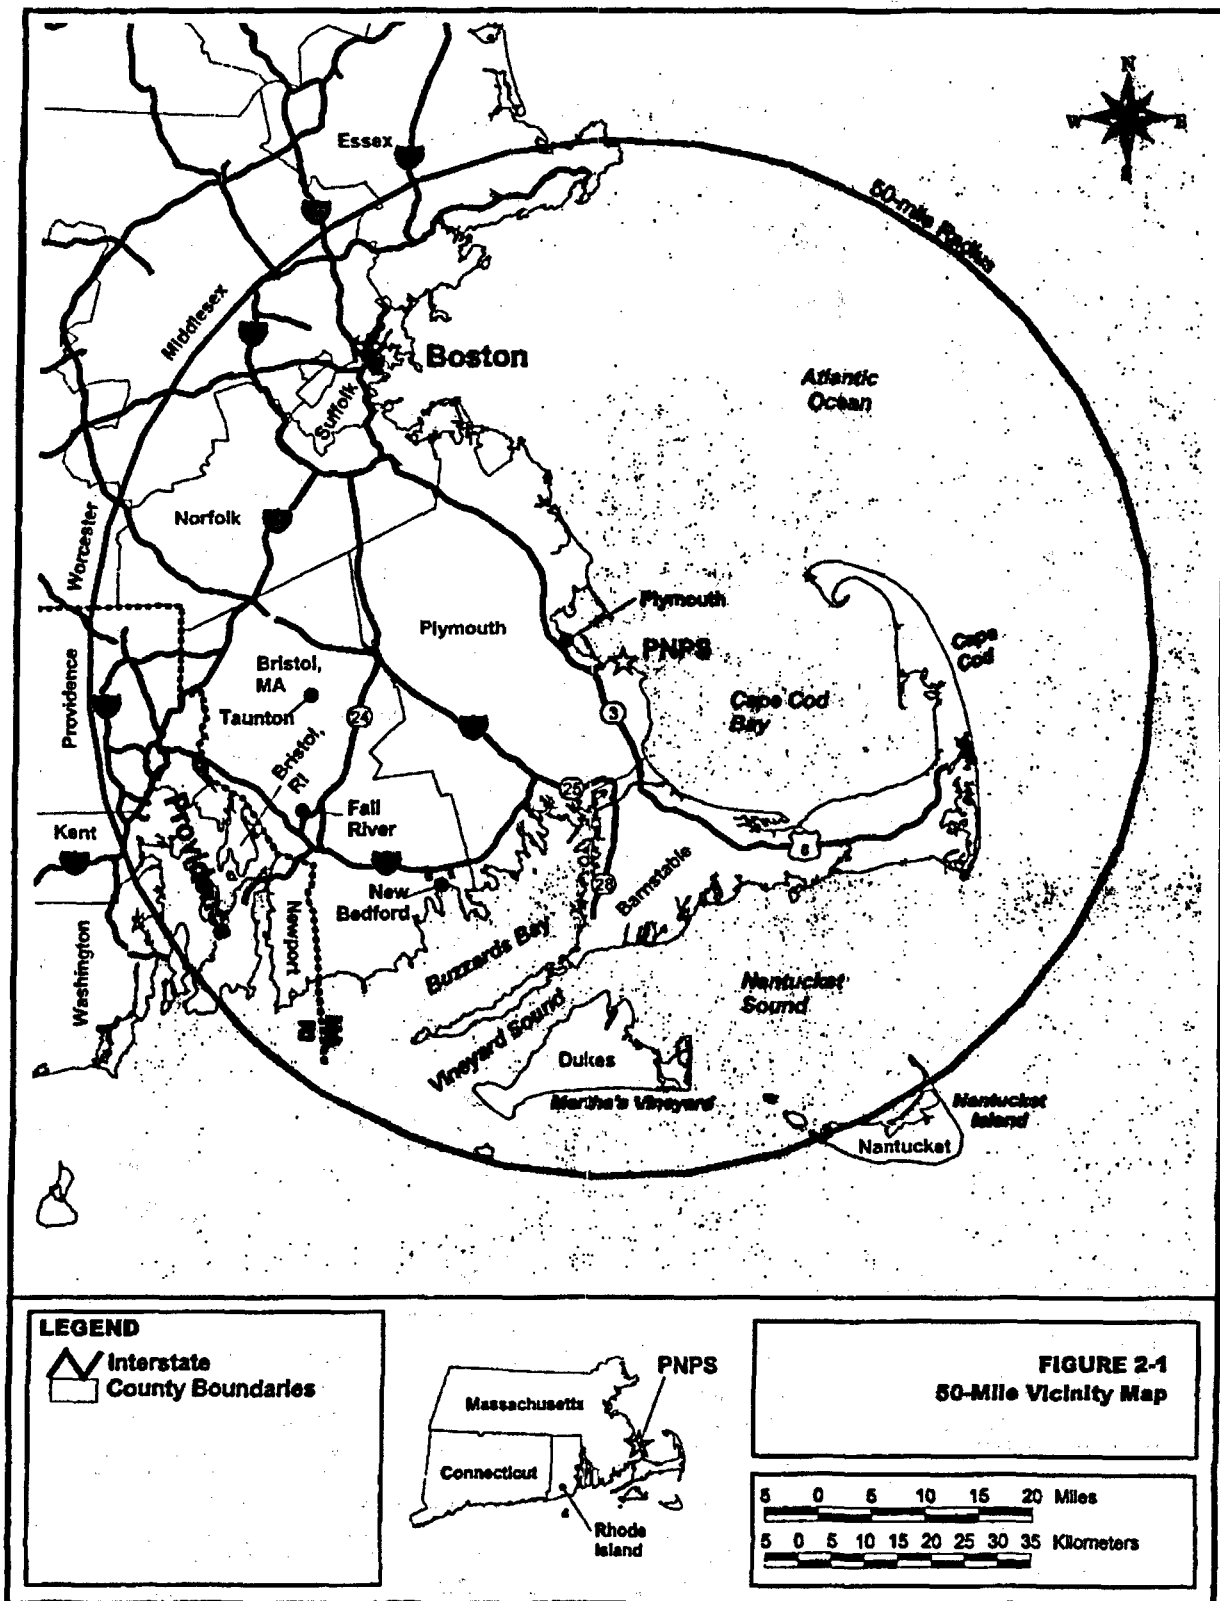 N
W
E
Essex
50-mile Radius
Middlesex
Boston
Atlantic
Ocean
Suffolk
Norfolk
Worcester
Plymouth
Plymouth
PNPS
Cape
Cod
Bristol,
MA
Taunton
Providence
24
3
Cape Cod
Bay
Bristol,
RI
25
Fall
River
Kent
6
28
Barnstable
New
Bedford
Newport
Washington
Buzzards Bay
Nantucket
Sound
Vineyard Sound
Dukes
Martha's Vineyard
Nantucket
Island
Nantucket
LEGEND
Interstate
County Boundaries
PNPS
Massachusetts
Connecticut
Rhode
Island
FIGURE 2-1
50-Mile Vicinity Map
5 0 5 10 15 20 Miles
5 0 5 10 15 20 25 30 35 Kilometers